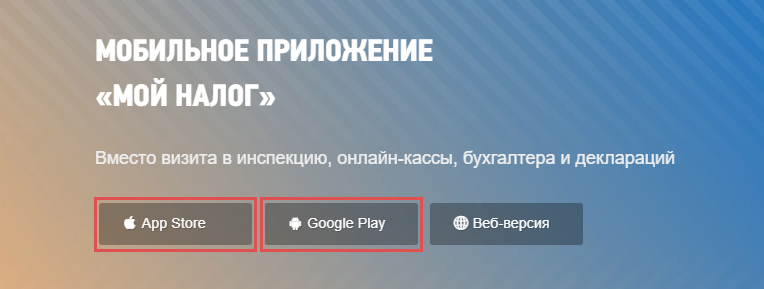 МОБИЛЬНОЕ ПРИЛОЖЕНИЕ
«МОЙ НАЛОГ»
Вместо визита в инспекцию, онлайн-кассы, бухгалтера и деклараций
App Store Google Play Веб-версия